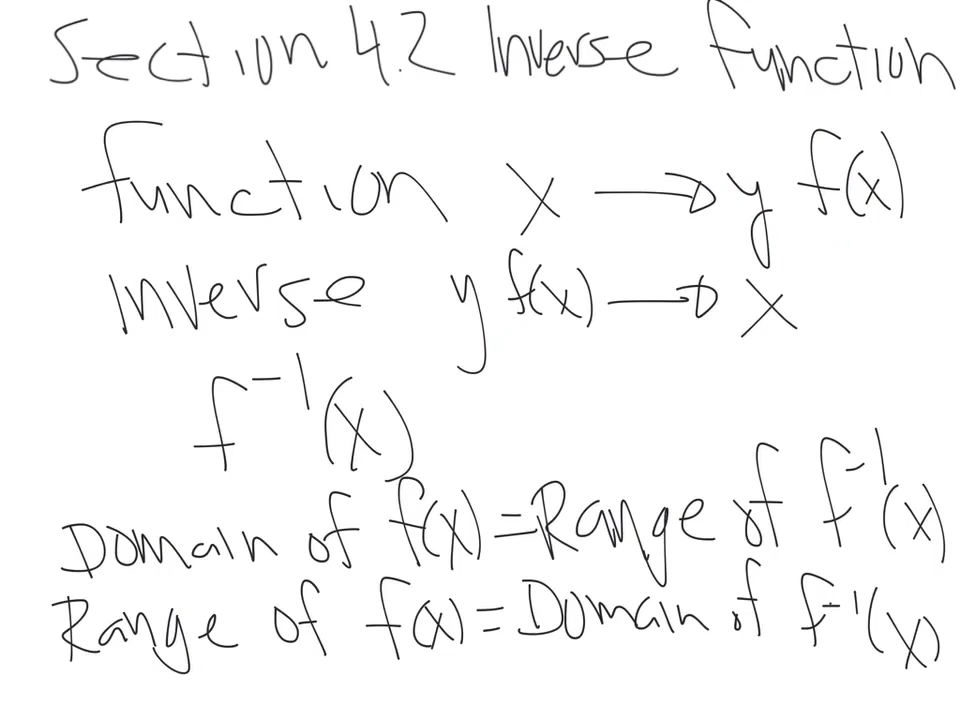 Section 4.2 Inverse Function
Function x → y f(x)
Inverse y f(x) → x
f⁻¹(x)
Domain of f(x) = Range of f⁻¹(x)
Range of f(x) = Domain of f⁻¹(x)